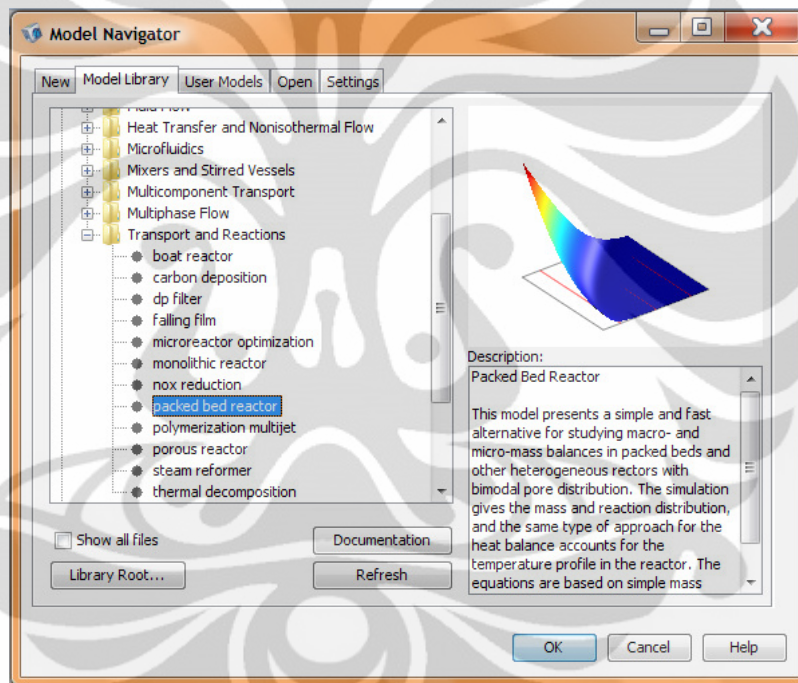 Model Navigator
New Model Library User Models Open Settings
Fluid Flow
Heat Transfer and Nonisothermal Flow
Microfluidics
Mixers and Stirred Vessels
Multicomponent Transport
Multiphase Flow
Transport and Reactions
boat reactor
carbon deposition
dp filter
falling film
microreactor optimization
monolithic reactor
nox reduction
packed bed reactor
polymerization multijet
porous reactor
steam reformer
thermal decomposition
Show all files
Documentation
Library Root...
Refresh
Description:
Packed Bed Reactor
This model presents a simple and fast
alternative for studying macro- and
micro-mass balances in packed beds and
other heterogeneous rectors with
bimodal pore distribution. The simulation
gives the mass and reaction distribution,
and the same type of approach for the
heat balance accounts for the
temperature profile in the reactor. The
equations are based on simple mass
OK Cancel Help